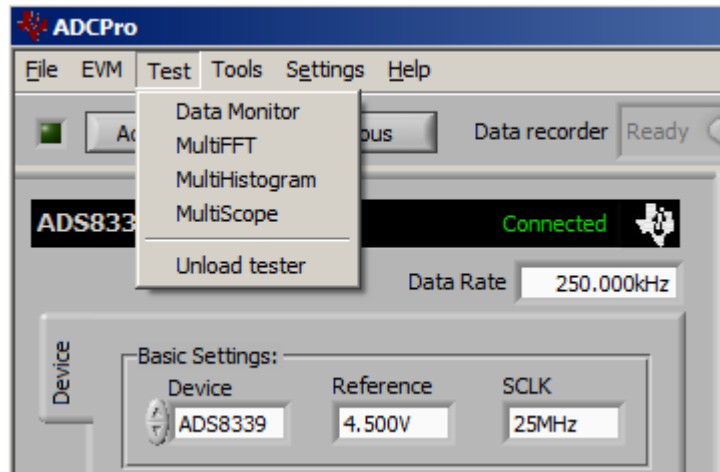 ADCPro
File EVM Test Tools Settings Help
Data Monitor
MultiFFT
MultiHistogram
MultiScope
Unload tester
Data recorder Ready
ADS833
Connected
Data Rate 250.000kHz
Device
Basic Settings:
Device Reference SCLK
ADS8339 4.500V 25MHz